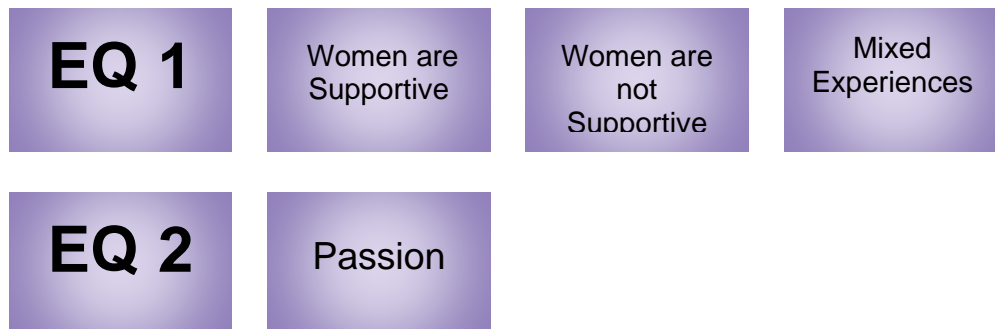 EQ 1
Women are
Supportive
Women are
not
Supportive
Mixed
Experiences
EQ 2
Passion